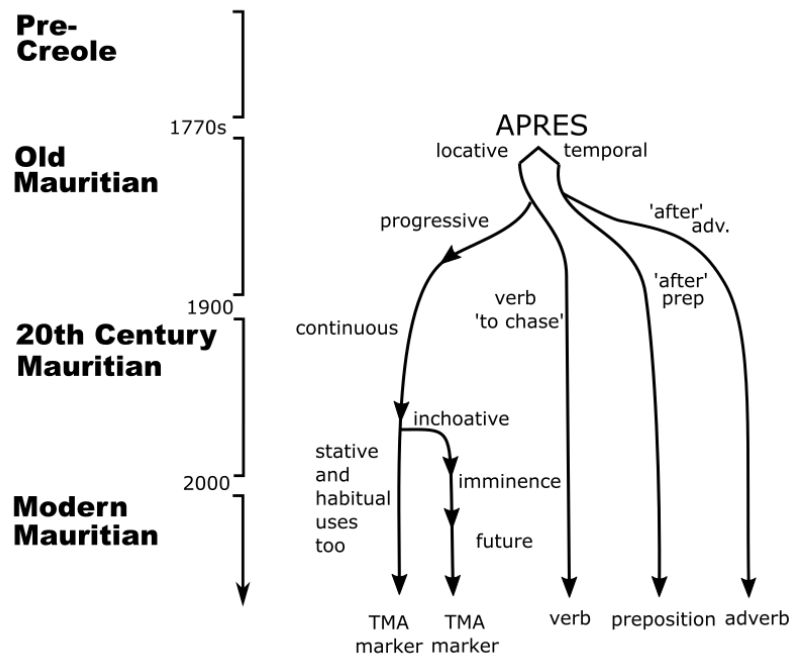 Pre-
Creole
1770s
APRES
locative
temporal
Old
Mauritian
'after'
adv.
progressive
'after'
prep
verb
'to chase'
1900
20th Century
Mauritian
continuous
inchoative
stative
and
habitual
uses
too
2000
imminence
Modern
Mauritian
future
TMA
marker
TMA
marker
verb
preposition
adverb